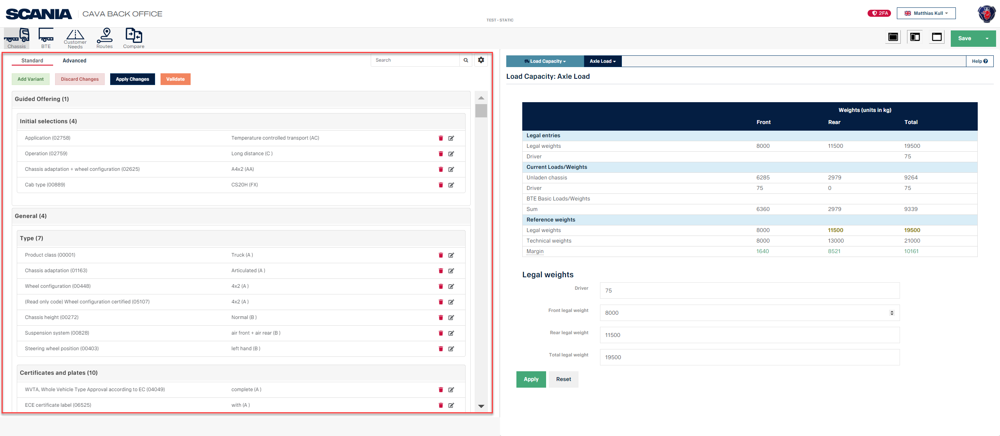 SCANIA CAVA BACK OFFICE
TEST - STATIC
2FA
Matthias Kull
Chassis
BTE
Customer
Needs
Routes
Compare
Save
Standard
Advanced
Search
Add Variant
Discard Changes
Apply Changes
Validate
Guided Offering (1)
Initial selections (4)
Application (02758) Temperature controlled transport (AC)
Operation (02759) Long distance (C )
Chassis adaptation + wheel configuration (02625) A4x2 (AA)
Cab type (00889) CS20H (FX)
General (4)
Type (7)
Product class (00001) Truck (A )
Chassis adaptation (01163) Articulated (A )
Wheel configuration (00448) 4x2 (A )
(Read only code) Wheel configuration certified (05107) 4x2 (A )
Chassis height (00272) Normal (B )
Suspension system (00828) air front + air rear (B )
Steering wheel position (00403) left hand (B )
Certificates and plates (10)
WVTA, Whole Vehicle Type Approval according to EC (04049) complete (A )
ECE certificate label (06525) with (A )
Load Capacity
Axle Load
Help
Load Capacity: Axle Load
Weights (units in kg)
Front Rear Total
Legal entries
Legal weights 8000 11500 19500
Driver 75
Current Loads/Weights
Unladen chassis 6285 2979 9264
Driver 75 0 75
BTE Basic Loads/Weights
Sum 6360 2979 9339
Reference weights
Legal weights 8000 11500 19500
Technical weights 8000 13000 21000
Margin 1640 8521 10161
Legal weights
Driver 75
Front legal weight 8000
Rear legal weight 11500
Total legal weight 19500
Apply
Reset